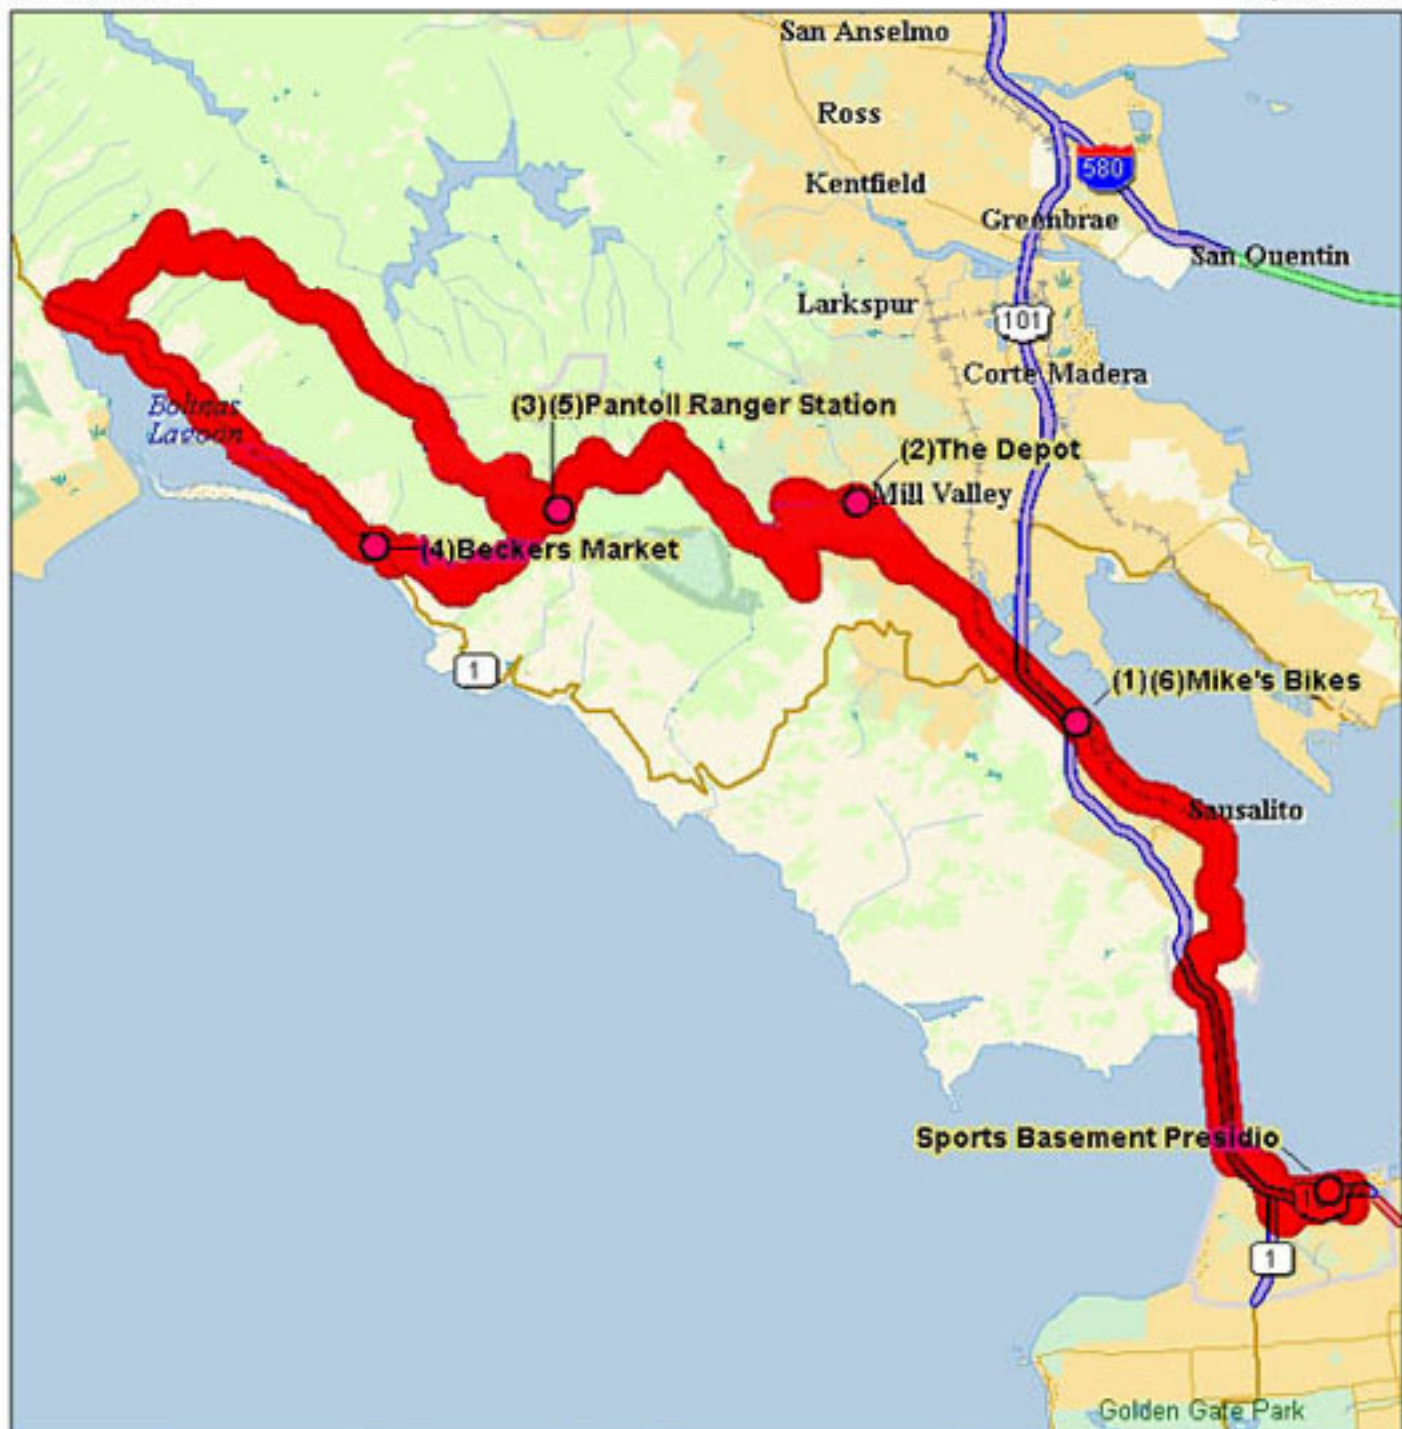 San Anselmo
Ross
580
Kentfield
Greenbrae
San Quentin
Larkspur
101
Corte Madera
Bolinas
Lagoon
(3)(5)Pantoll Ranger Station
(2)The Depot
Mill Valley
(4)Beckers Market
1
(1)(6)Mike's Bikes
Sausalito
Sports Basement Presidio
1
Golden Gate Park